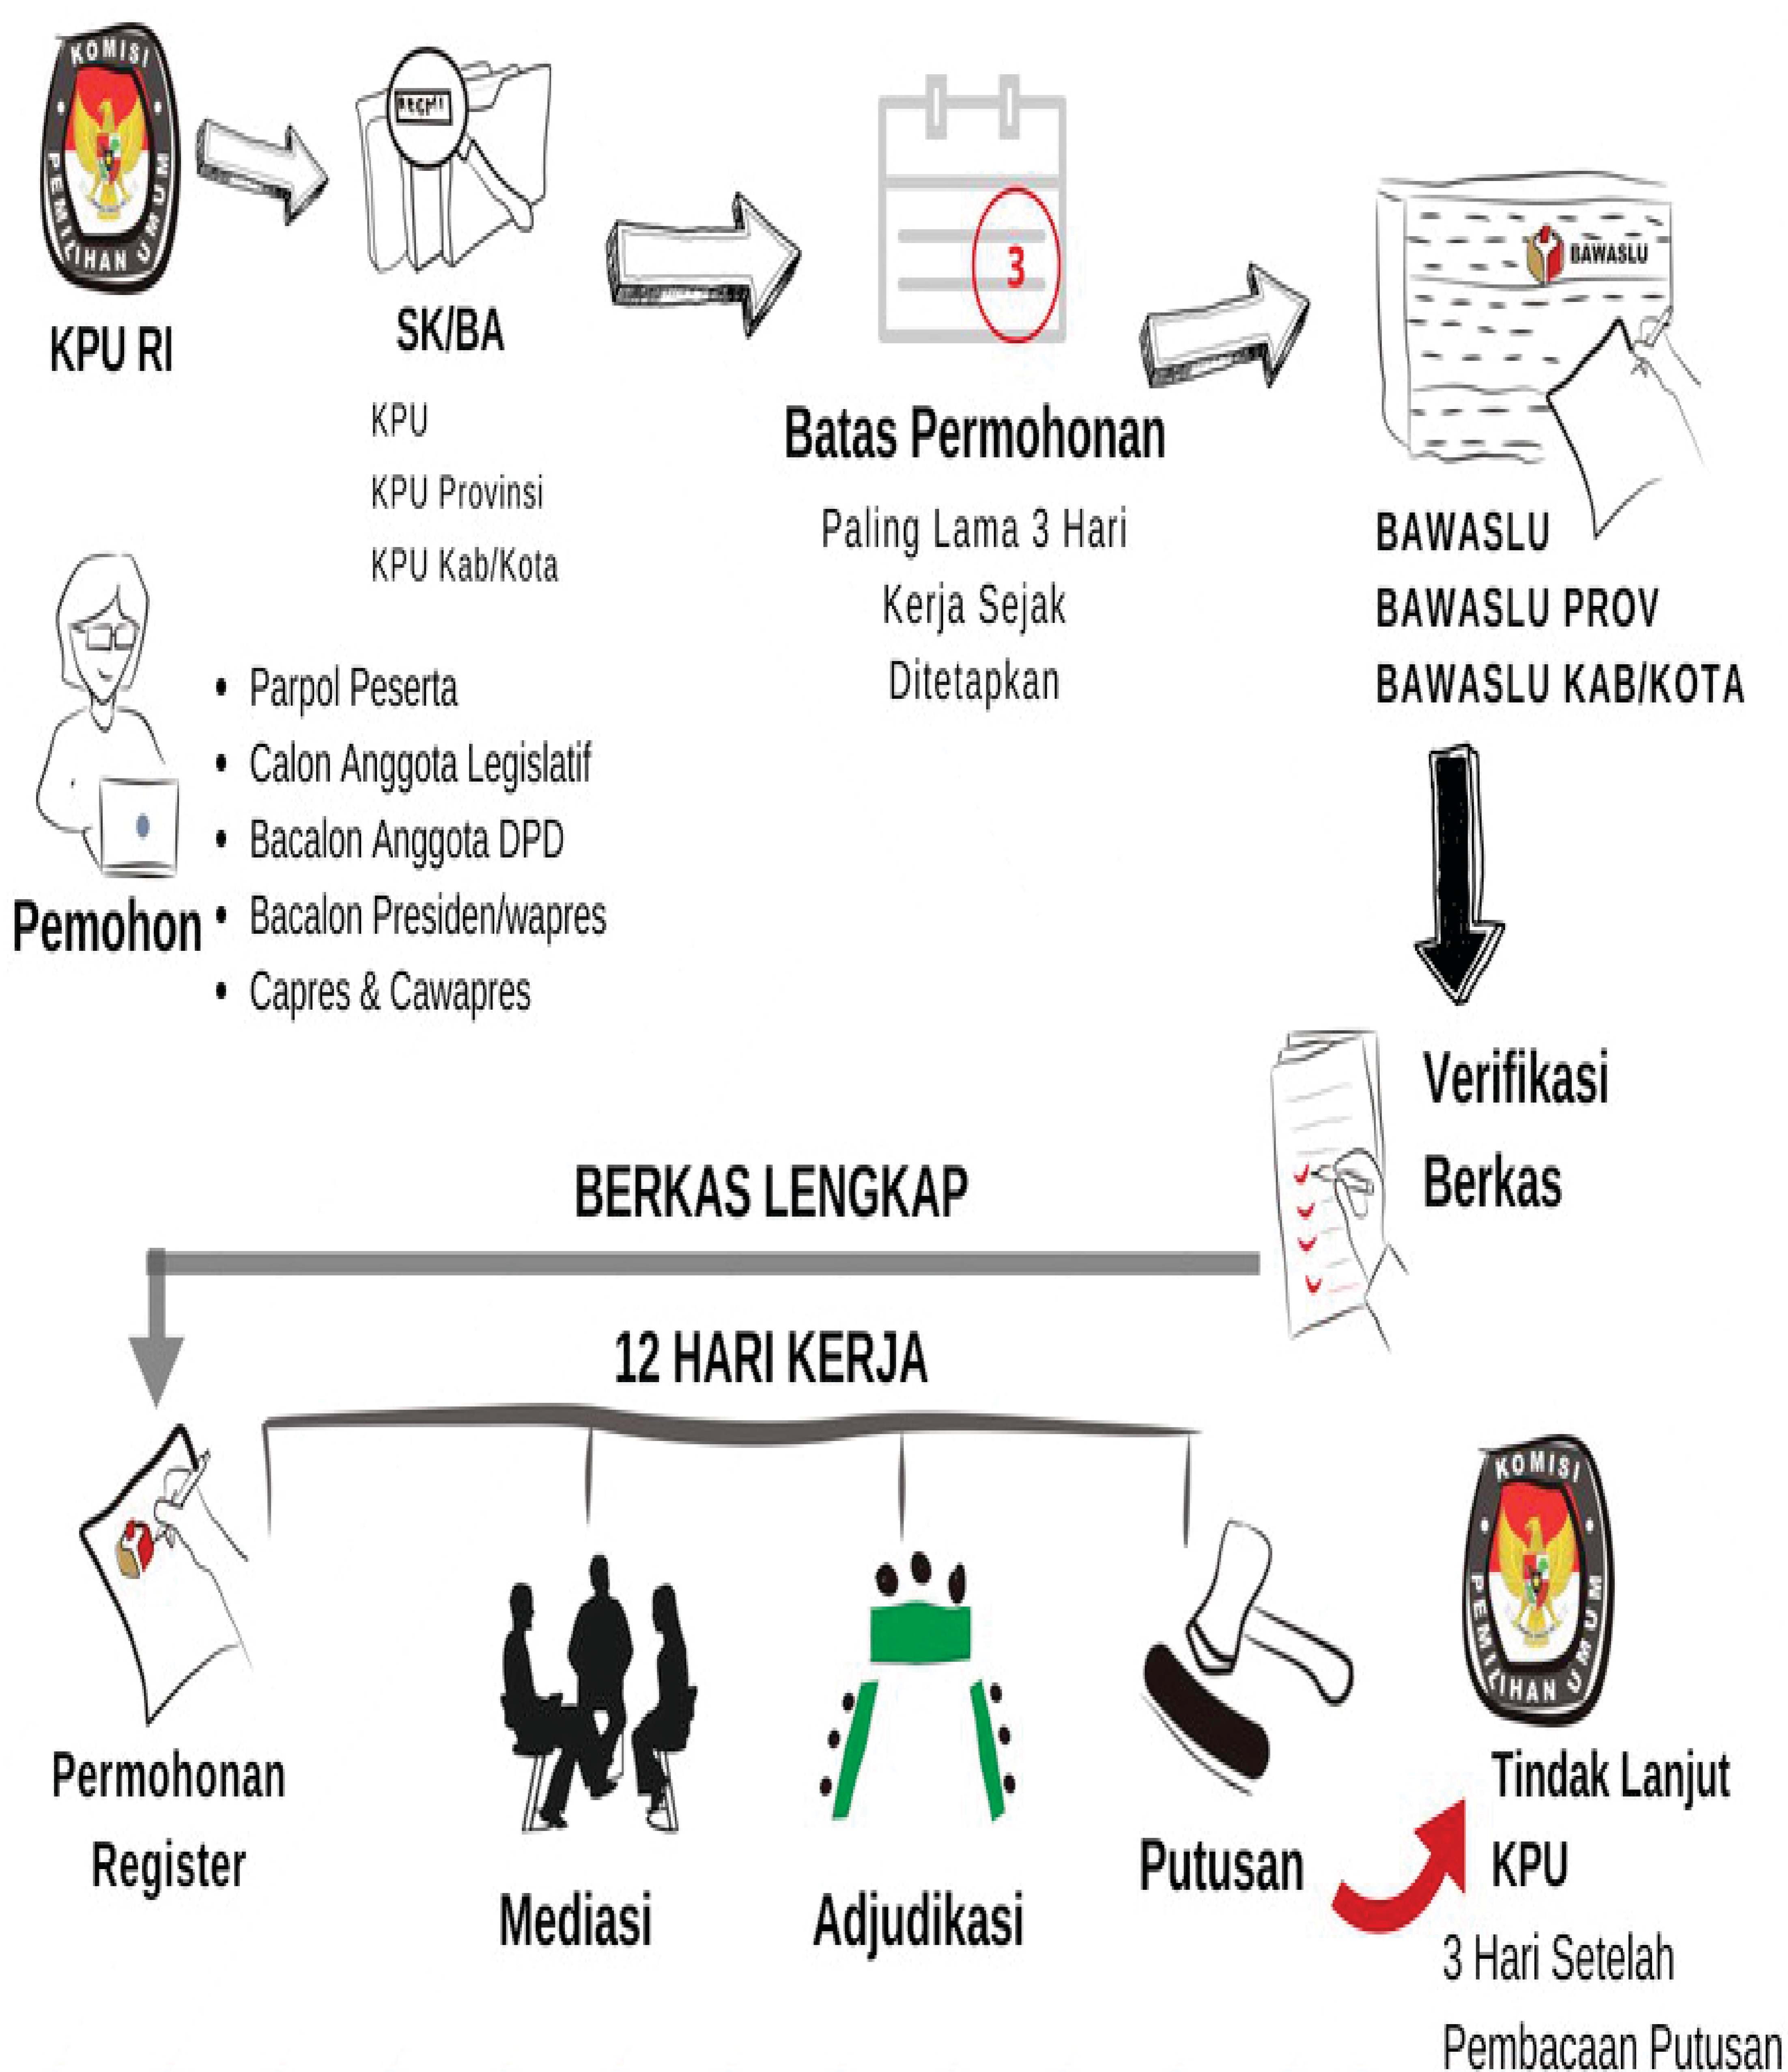 KOMISI
PEMILIHAN UMUM
KPU RI
SK/BA
KPU
KPU Provinsi
KPU Kab/Kota
3
Batas Permohonan
Paling Lama 3 Hari
Kerja Sejak
Ditetapkan
BAWASLU
BAWASLU
BAWASLU PROV
BAWASLU KAB/KOTA
Pemohon
• Parpol Peserta
• Calon Anggota Legislatif
• Bacalon Anggota DPD
• Bacalon Presiden/wapres
• Capres & Cawapres
Verifikasi
Berkas
BERKAS LENGKAP
12 HARI KERJA
Permohonan
Register
Mediasi
Adjudikasi
Putusan
KOMISI
PEMILIHAN UMUM
Tindak Lanjut
KPU
3 Hari Setelah
Pembacaan Putusan